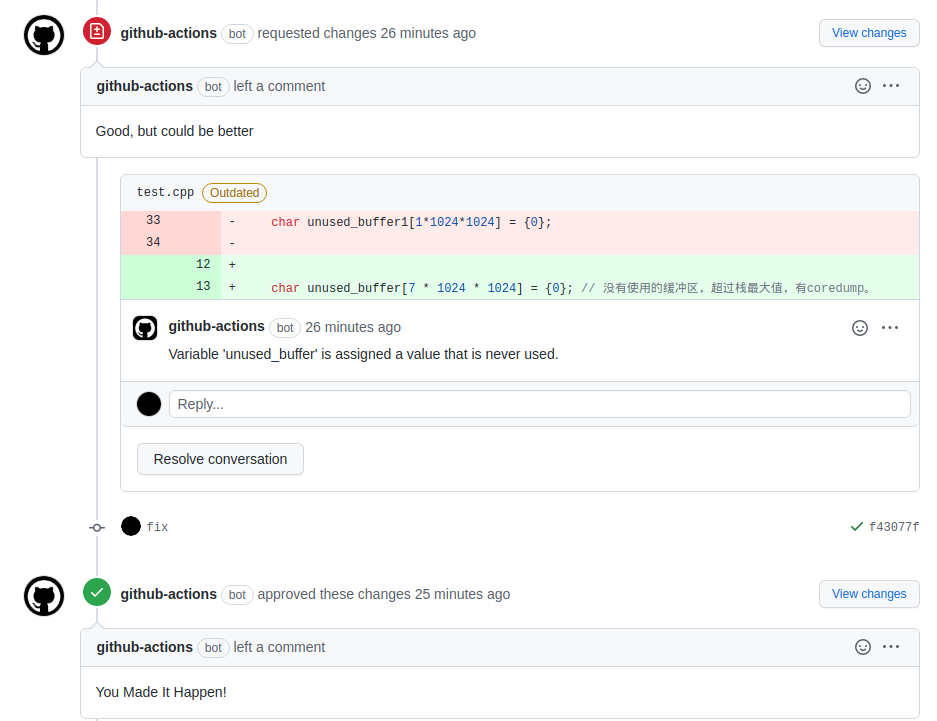 github-actions bot requested changes 26 minutes ago View changes
github-actions bot left a comment
Good, but could be better
test.cpp Outdated
33 - char unused_buffer1[1*1024*1024] = {0};
34 -
12 +
13 + char unused_buffer[7 * 1024 * 1024] = {0}; // 没有使用的缓冲区，超过栈最大值，有coredump。
github-actions bot 26 minutes ago
Variable 'unused_buffer' is assigned a value that is never used.
Reply...
Resolve conversation
fix f43077f
github-actions bot approved these changes 25 minutes ago View changes
github-actions bot left a comment
You Made It Happen!